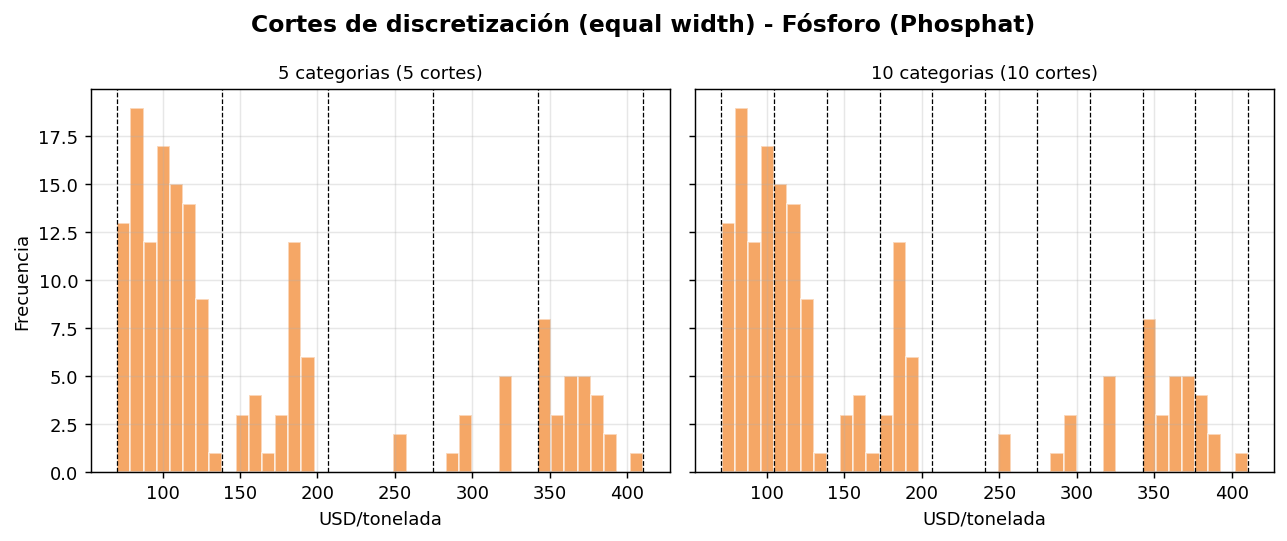 Cortes de discretización (equal width) - Fósforo (Phosphat)
5 categorias (5 cortes)
10 categorias (10 cortes)
Frecuencia
17.5
15.0
12.5
10.0
7.5
5.0
2.5
0.0
100 150 200 250 300 350 400
100 150 200 250 300 350 400
USD/tonelada
USD/tonelada